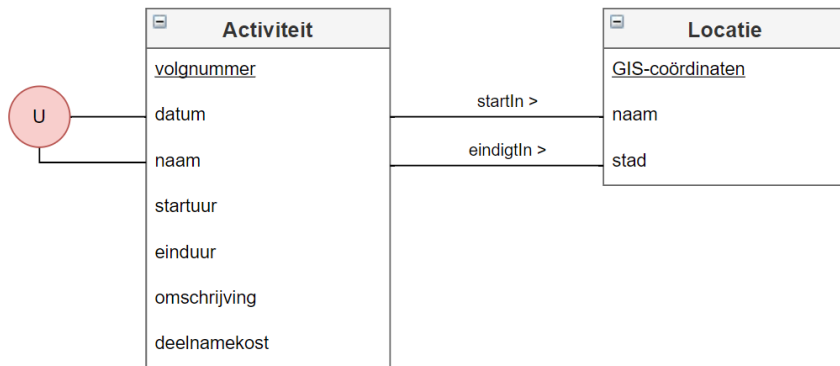 Activiteit
volgnummer
datum
naam
startuur
einduur
omschrijving
deelnamekost
U
startIn >
eindigtIn >
Locatie
GIS-coördinaten
naam
stad